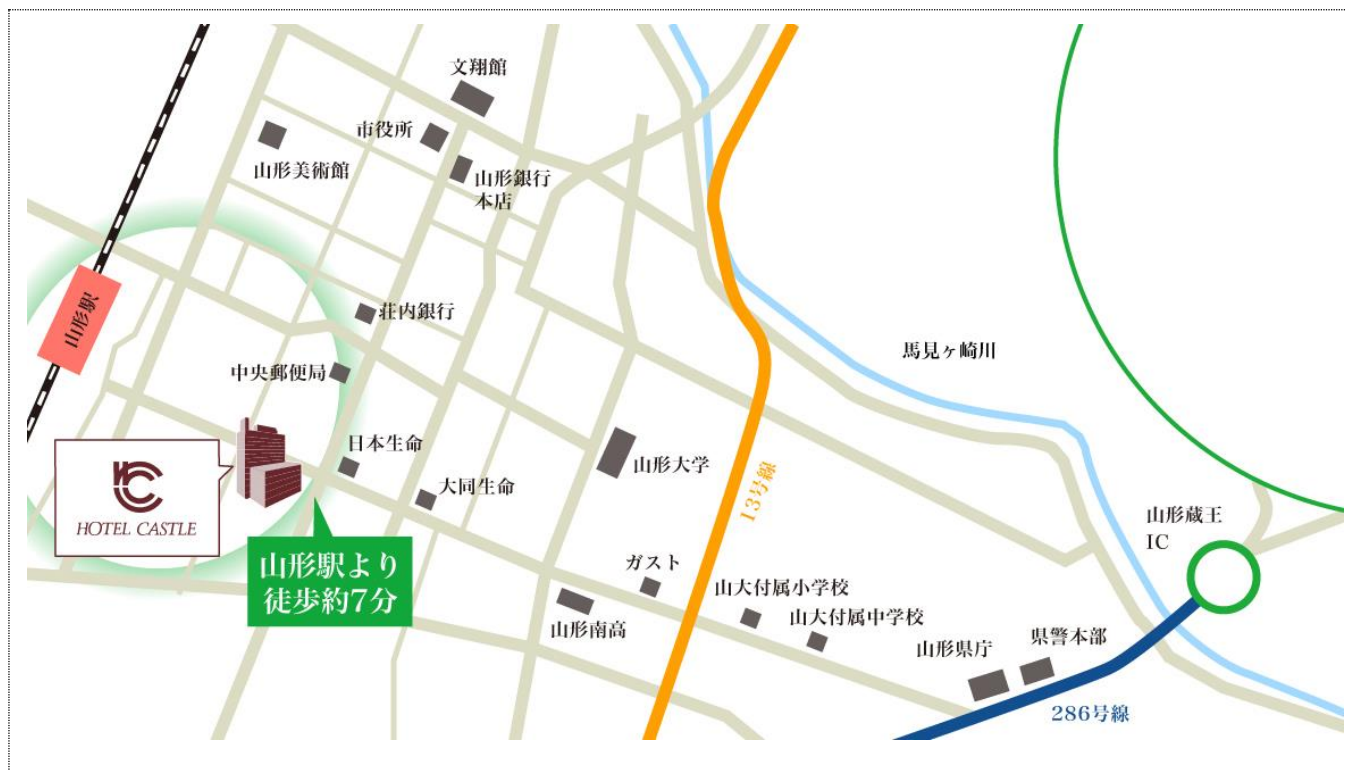 文翔館
市役所
山形美術館
山形銀行
本店
山形駅
荘内銀行
馬見ヶ崎川
中央郵便局
日本生命
山形大学
大同生命
13号線
HC
HOTEL CASTLE
山形蔵王
IC
山形駅より
徒歩約7分
ガスト
山大付属小学校
山大付属中学校
山形南高
山形県庁
県警本部
286号線